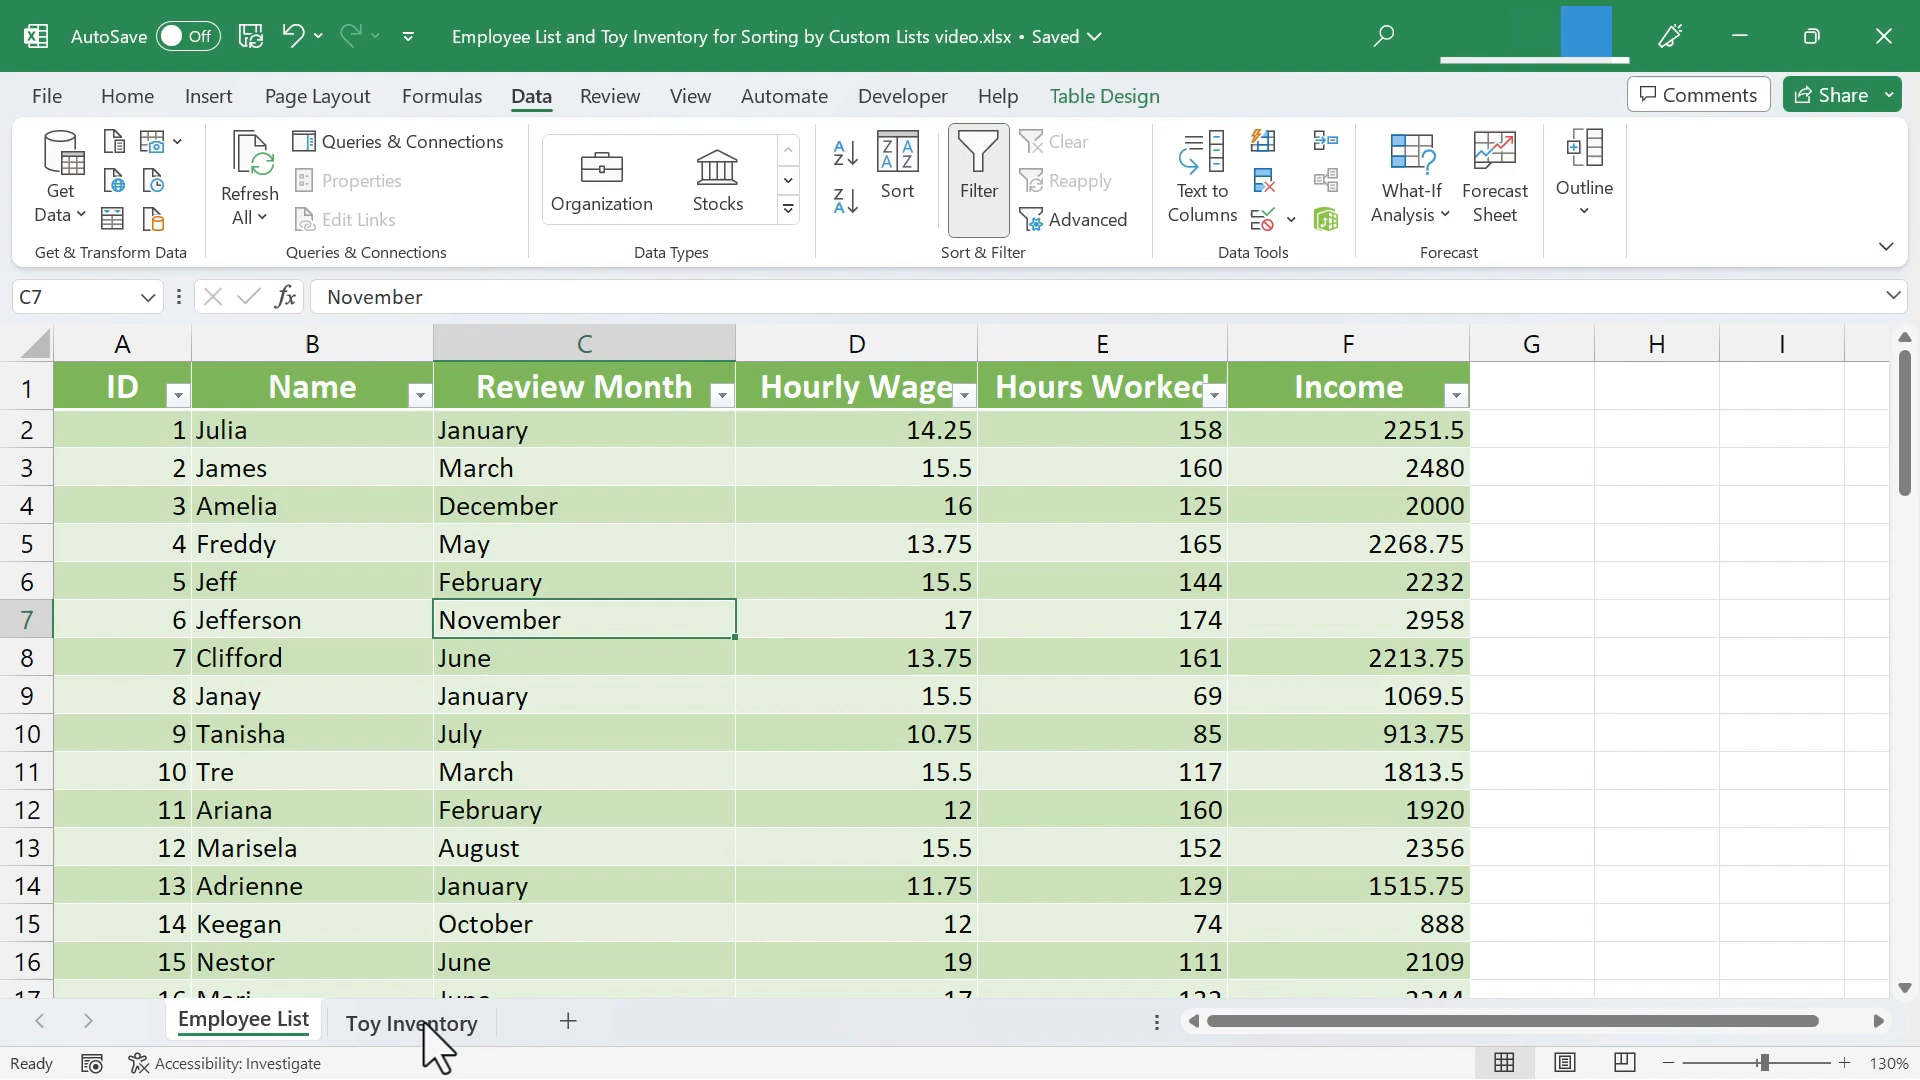 AutoSave Off Employee List and Toy Inventory for Sorting by Custom Lists video.xlsx • Saved
File Home Insert Page Layout Formulas Data Review View Automate Developer Help Table Design Comments Share
Get Data
Refresh All
Queries & Connections
Properties
Edit Links
Organization
Stocks
Sort
Filter
Clear
Reapply
Advanced
Text to Columns
What-If Analysis
Forecast Sheet
Outline
Get & Transform Data Queries & Connections Data Types Sort & Filter Data Tools Forecast
C7 fx November
A B C D E F G H I
1 ID Name Review Month Hourly Wage Hours Worked Income
2 1 Julia January 14.25 158 2251.5
3 2 James March 15.5 160 2480
4 3 Amelia December 16 125 2000
5 4 Freddy May 13.75 165 2268.75
6 5 Jeff February 15.5 144 2232
7 6 Jefferson November 17 174 2958
8 7 Clifford June 13.75 161 2213.75
9 8 Janay January 15.5 69 1069.5
10 9 Tanisha July 10.75 85 913.75
11 10 Tre March 15.5 117 1813.5
12 11 Ariana February 12 160 1920
13 12 Marisela August 15.5 152 2356
14 13 Adrienne January 11.75 129 1515.75
15 14 Keegan October 12 74 888
16 15 Nestor June 19 111 2109
17 16 June 17
Employee List Toy Inventory
Ready Accessibility: Investigate 130%